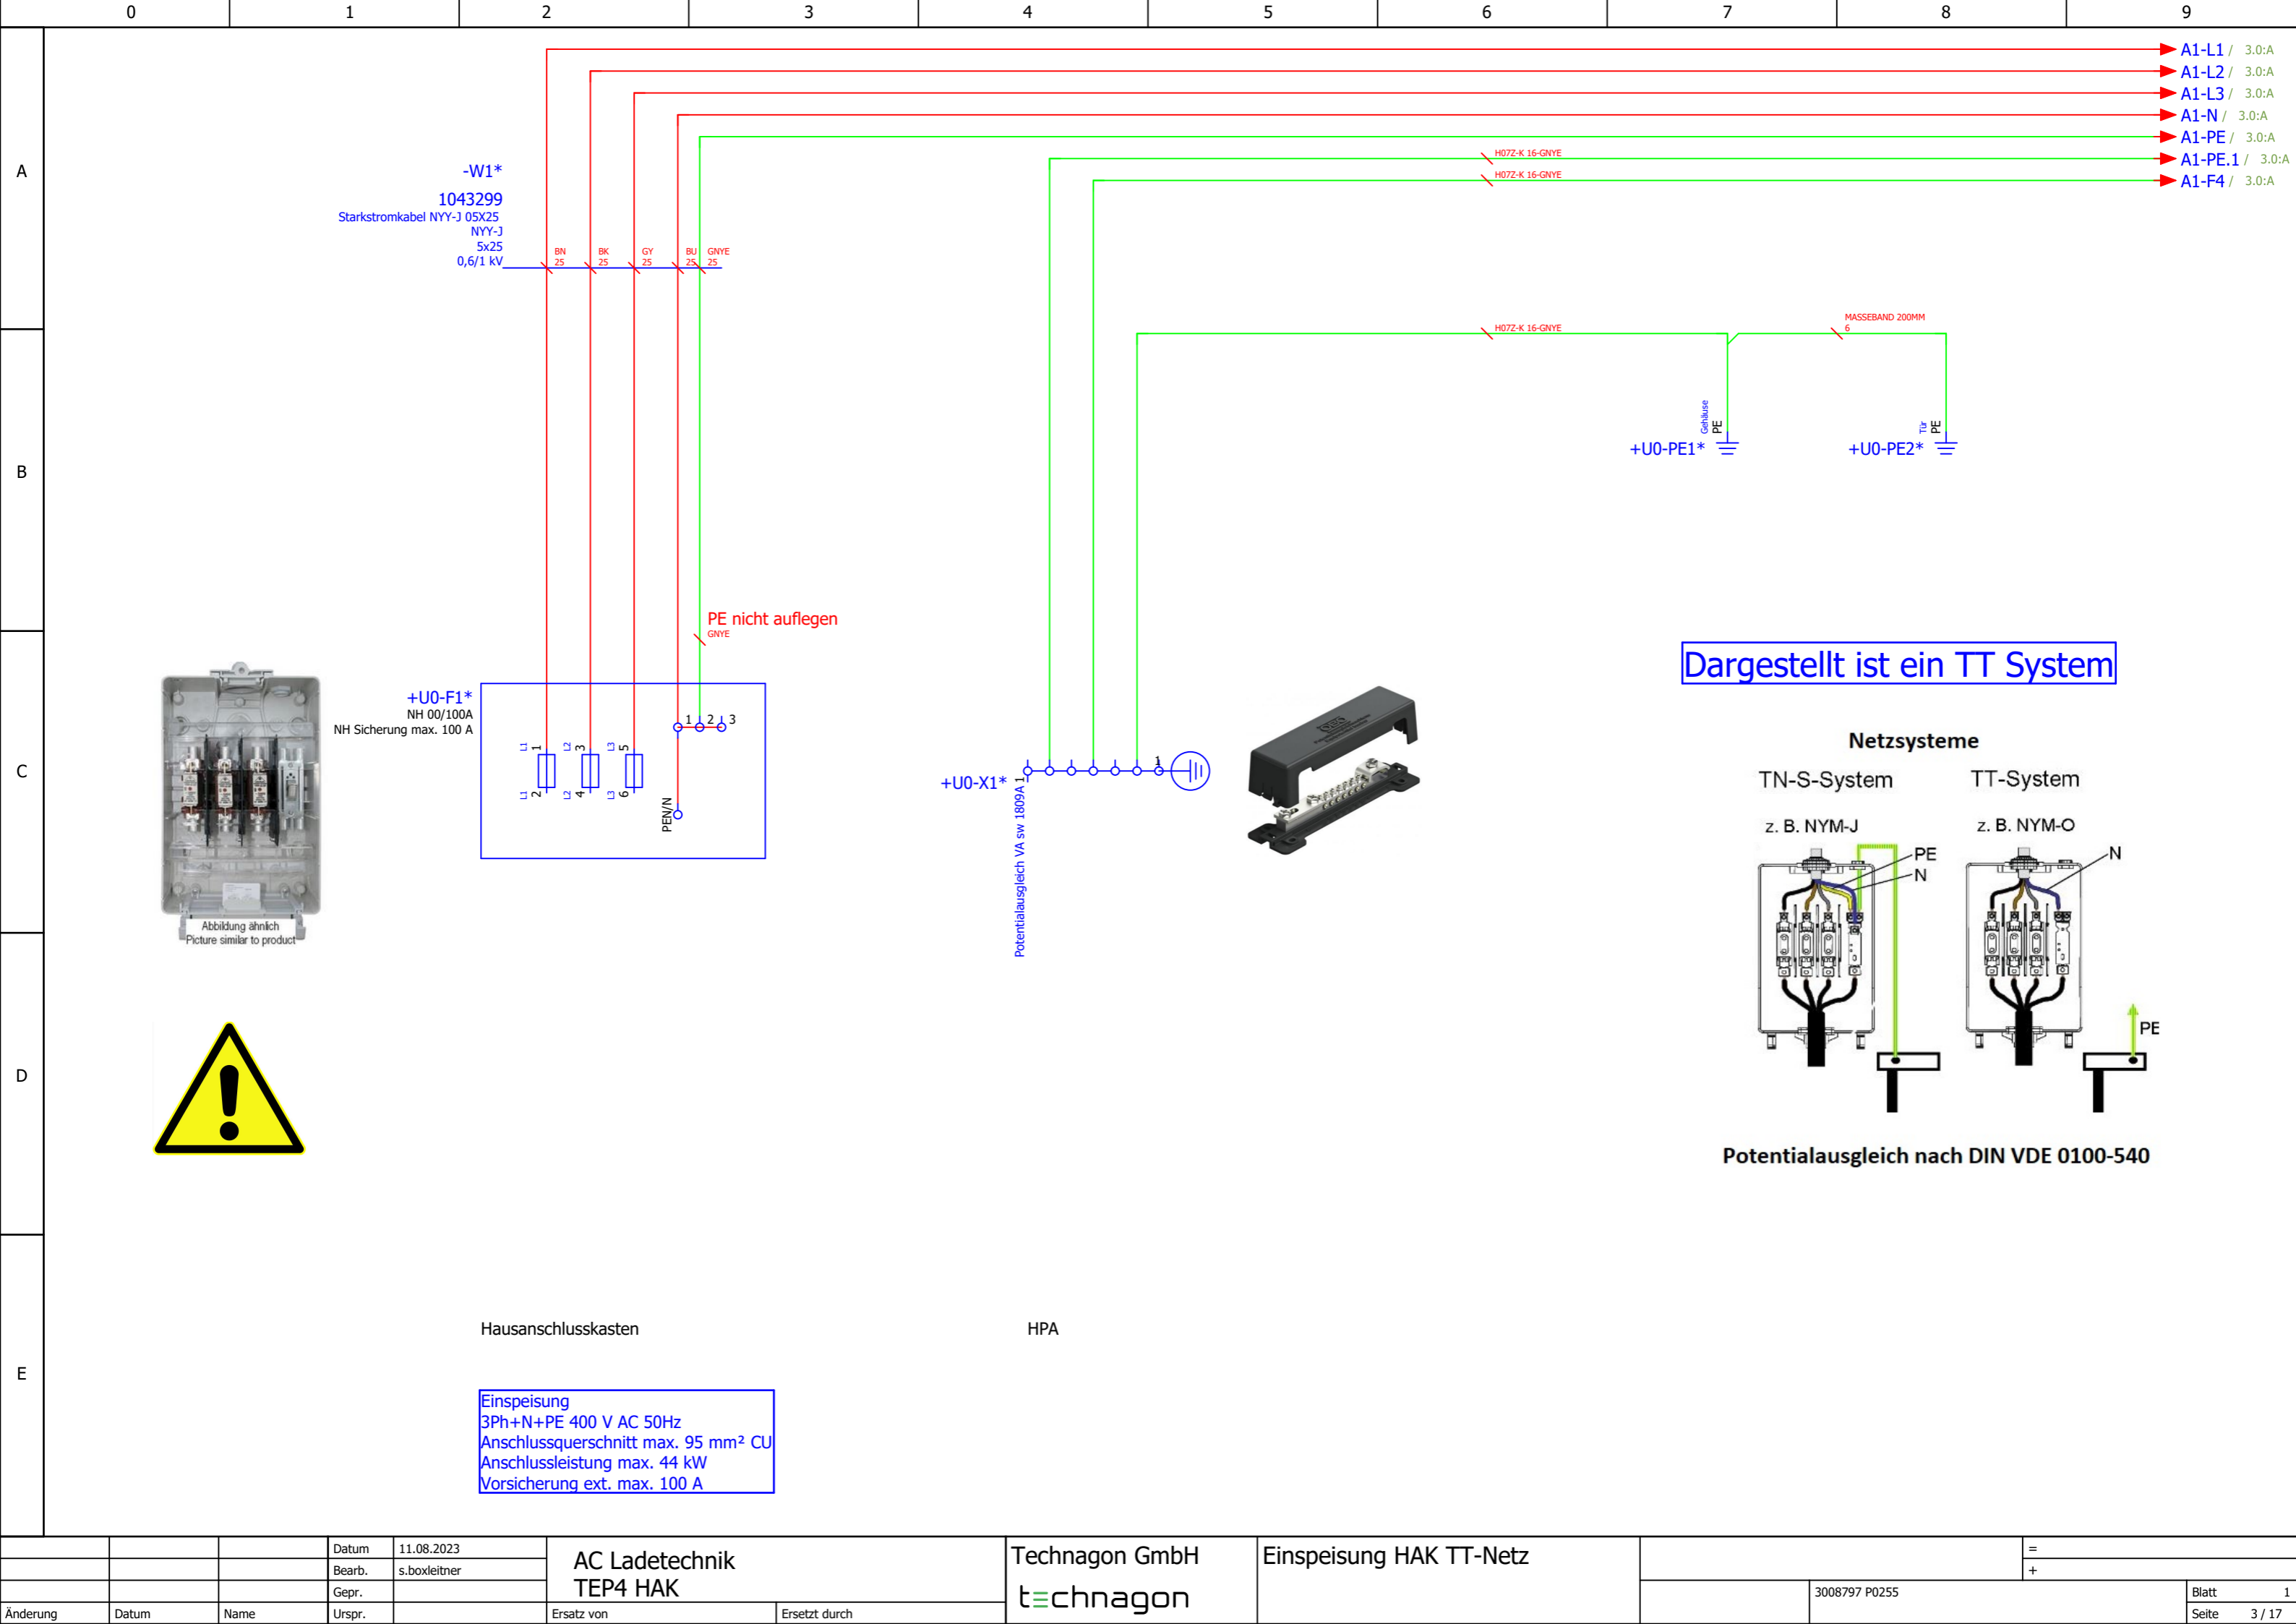 0 1 2 3 4 5 6 7 8 9
A1-L1 / 3.0:A
A1-L2 / 3.0:A
A1-L3 / 3.0:A
A1-N / 3.0:A
A1-PE / 3.0:A
H07Z-K 16-GNYE
A1-PE.1 / 3.0:A
H07Z-K 16-GNYE
A1-F4 / 3.0:A
A
-W1*
1043299
Starkstromkabel NYY-J 05X25
NYY-J
5x25
0,6/1 kV
BN
25
BK
25
GY
25
BU
25
GNYE
25
H07Z-K 16-GNYE
MASSEBAND 200MM
6
B
Gehäuse
PE
+U0-PE1*
Tür
PE
+U0-PE2*
PE nicht auflegen
GNYE
Dargestellt ist ein TT System
C
+U0-F1*
NH 00/100A
NH Sicherung max. 100 A
L1 1
L2 3
L3 5
1 2 3
L1 2
L2 4
L3 6
PEN/N
+U0-X1*
1
1
Potentialausgleich VA sw 1809A
Netzsysteme
TN-S-System
TT-System
z. B. NYM-J
z. B. NYM-O
PE
N
N
PE
Potentialausgleich nach DIN VDE 0100-540
Abbildung ähnlich
Picture similar to product
D
Hausanschlusskasten
HPA
E
Einspeisung
3Ph+N+PE 400 V AC 50Hz
Anschlussquerschnitt max. 95 mm² CU
Anschlussleistung max. 44 kW
Vorsicherung ext. max. 100 A
Datum 11.08.2023
Bearb. s.boxleitner
Gepr.
Änderung Datum Name Urspr.
AC Ladetechnik
TEP4 HAK
Ersatz von
Ersetzt durch
Technagon GmbH
technagon
Einspeisung HAK TT-Netz
=
+
3008797 P0255
Blatt 1
Seite 3 / 17